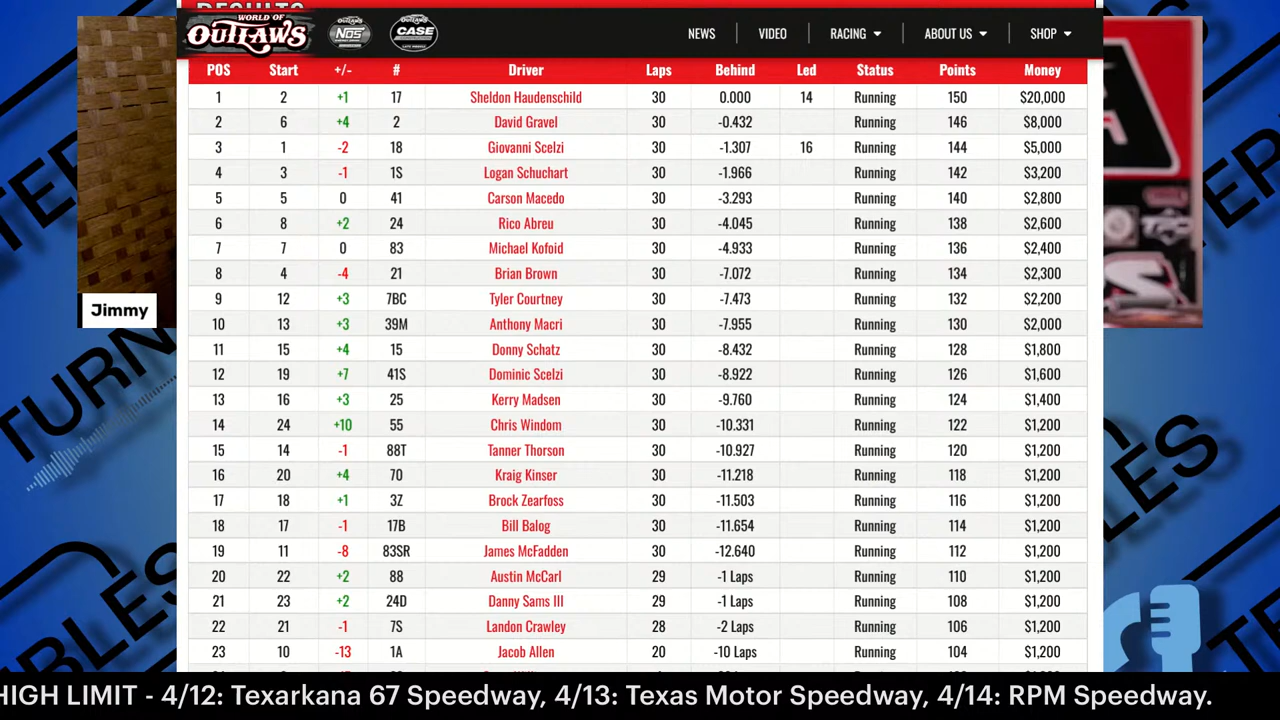 WORLD OF OUTLAWS NOS CASE NEWS VIDEO RACING ABOUT US SHOP
POS Start +/- # Driver Laps Behind Led Status Points Money
1 2 +1 17 Sheldon Haudenschild 30 0.000 14 Running 150 $20,000
2 6 +4 2 David Gravel 30 -0.432 Running 146 $8,000
3 1 -2 18 Giovanni Scelzi 30 -1.307 16 Running 144 $5,000
4 3 -1 1S Logan Schuchart 30 -1.966 Running 142 $3,200
5 5 0 41 Carson Macedo 30 -3.293 Running 140 $2,800
6 8 +2 24 Rico Abreu 30 -4.045 Running 138 $2,600
7 7 0 83 Michael Kofoid 30 -4.933 Running 136 $2,400
8 4 -4 21 Brian Brown 30 -7.072 Running 134 $2,300
9 12 +3 7BC Tyler Courtney 30 -7.473 Running 132 $2,200
10 13 +3 39M Anthony Macri 30 -7.955 Running 130 $2,000
11 15 +4 15 Donny Schatz 30 -8.432 Running 128 $1,800
12 19 +7 41S Dominic Scelzi 30 -8.922 Running 126 $1,600
13 16 +3 25 Kerry Madsen 30 -9.760 Running 124 $1,400
14 24 +10 55 Chris Windom 30 -10.331 Running 122 $1,200
15 14 -1 88T Tanner Thorson 30 -10.927 Running 120 $1,200
16 20 +4 70 Kraig Kinser 30 -11.218 Running 118 $1,200
17 18 +1 3Z Brock Zearfoss 30 -11.503 Running 116 $1,200
18 17 -1 17B Bill Balog 30 -11.654 Running 114 $1,200
19 11 -8 83SR James McFadden 30 -12.640 Running 112 $1,200
20 22 +2 88 Austin McCarl 29 -1 Laps Running 110 $1,200
21 23 +2 24D Danny Sams III 29 -1 Laps Running 108 $1,200
22 21 -1 7S Landon Crawley 28 -2 Laps Running 106 $1,200
23 10 -13 1A Jacob Allen 20 -10 Laps Running 104 $1,200
Jimmy
HIGH LIMIT - 4/12: Texarkana 67 Speedway, 4/13: Texas Motor Speedway, 4/14: RPM Speedway.